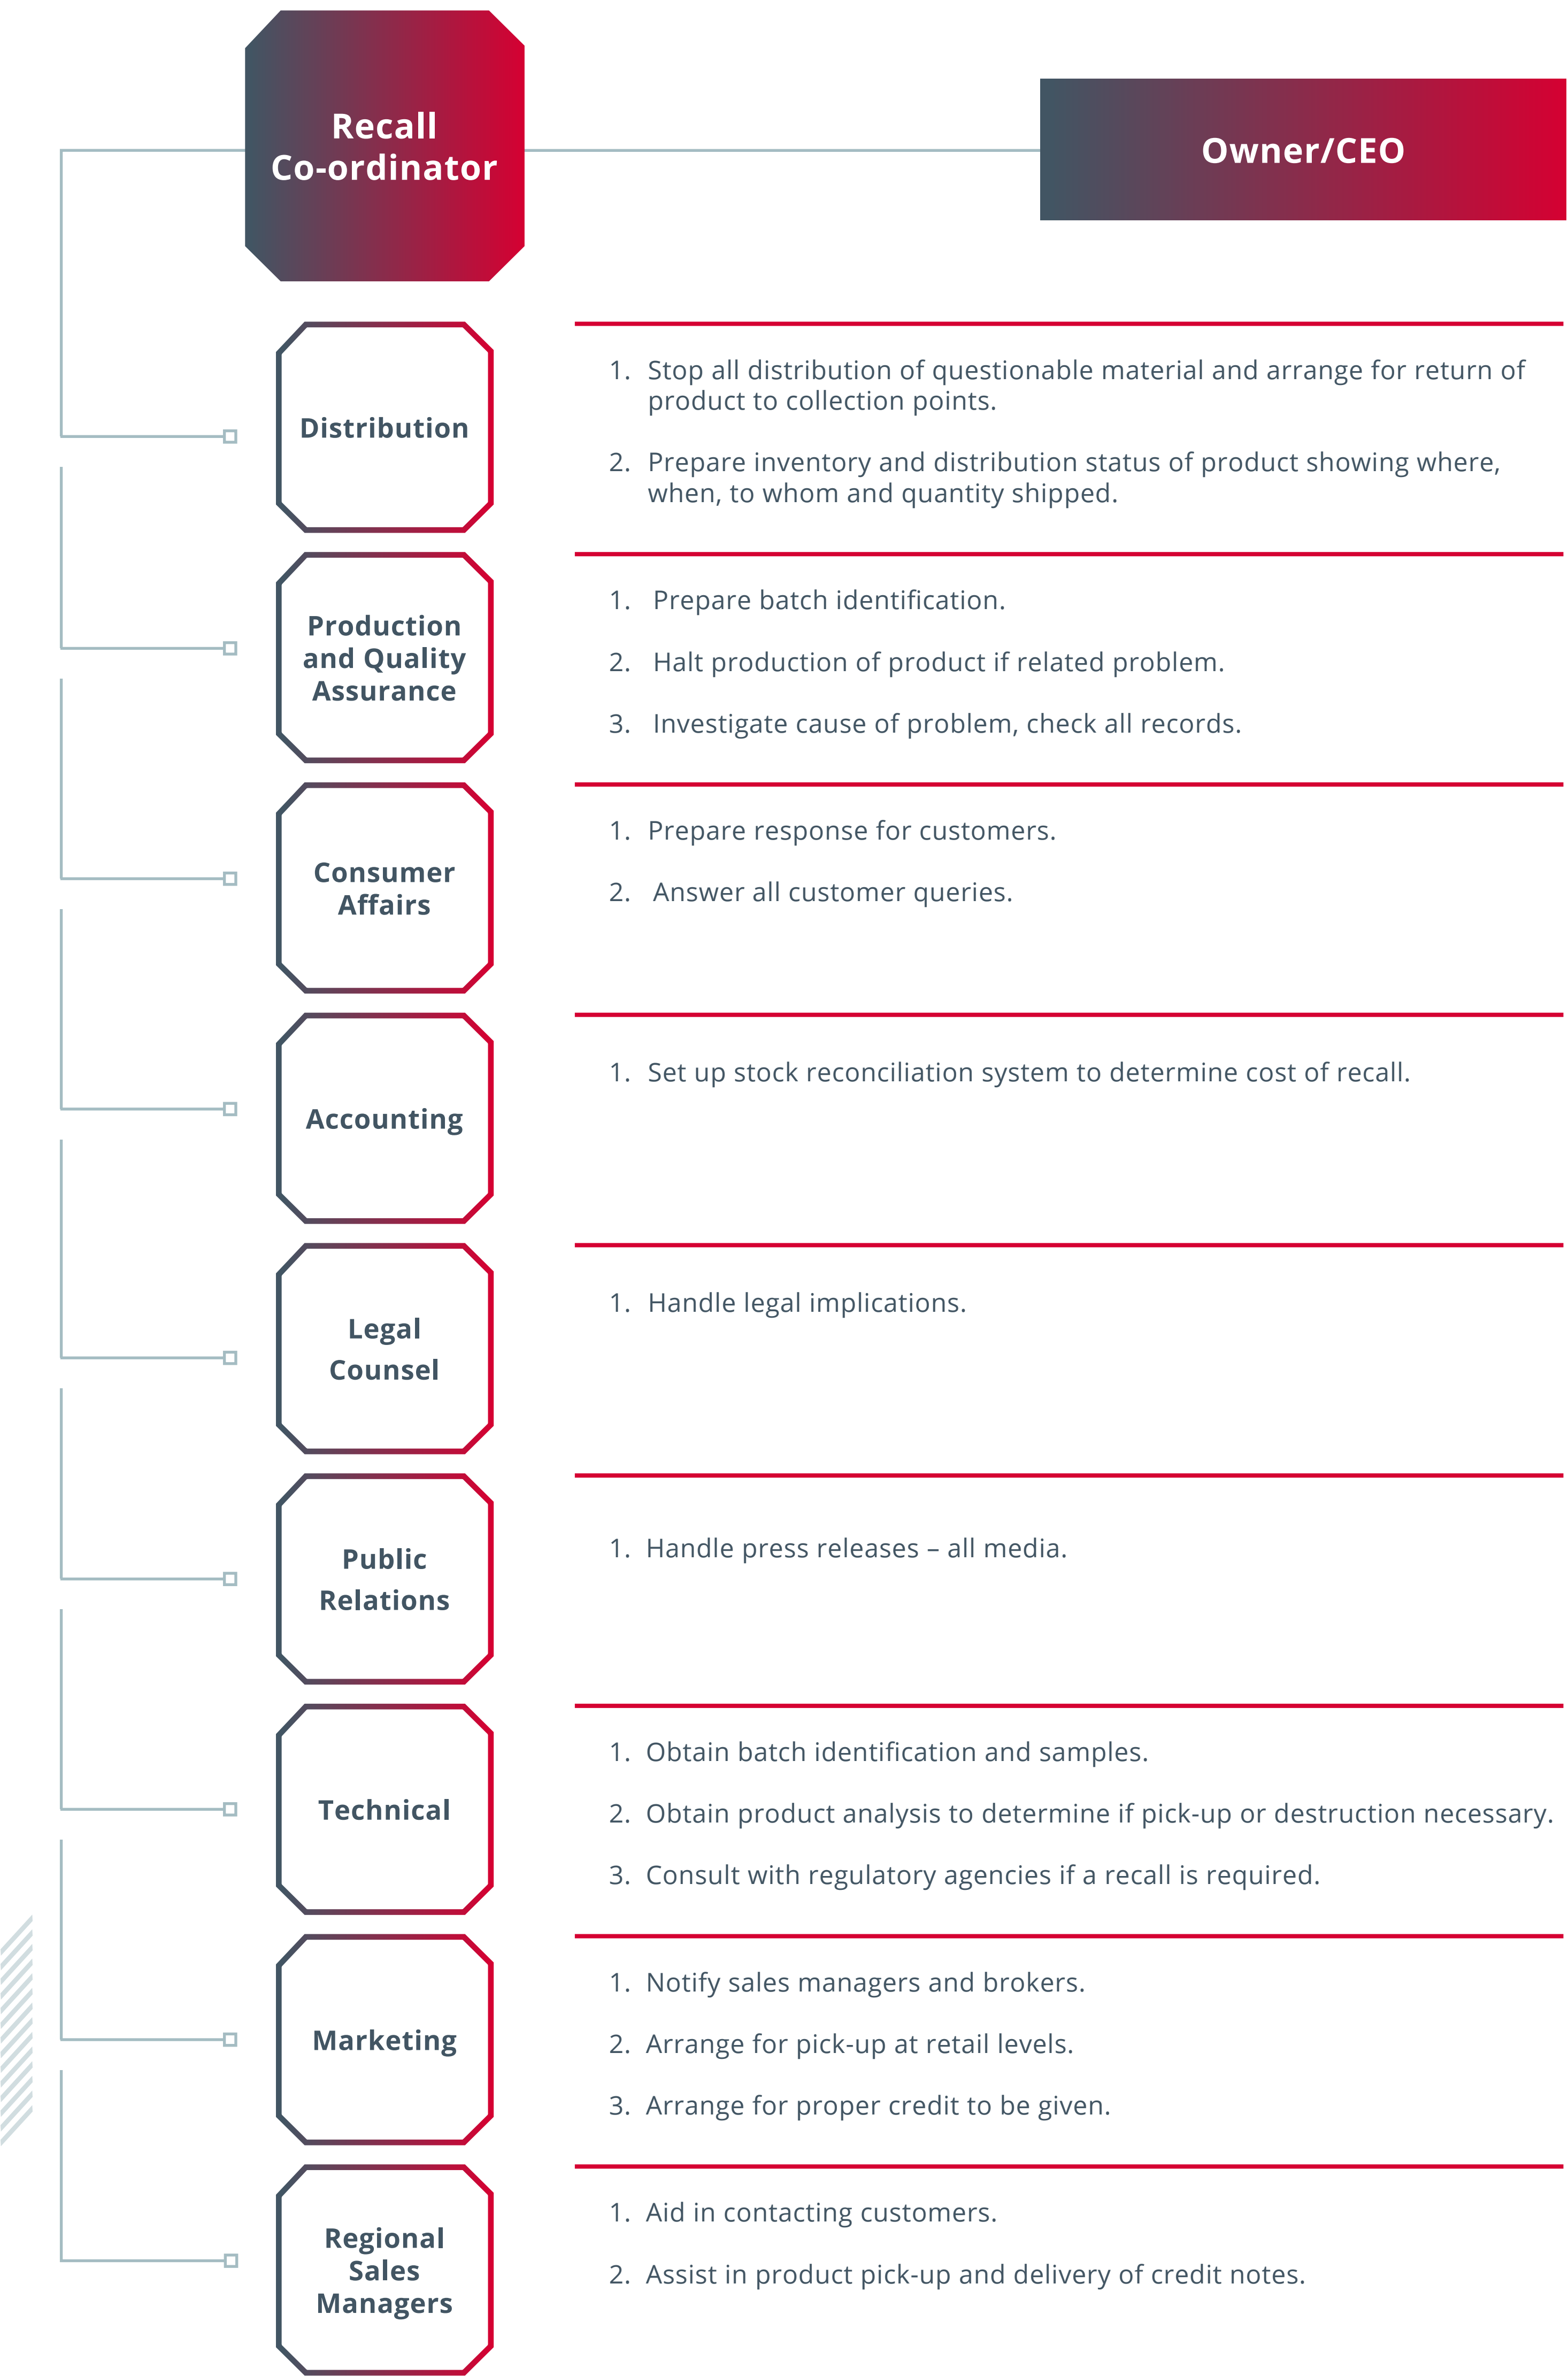 Recall
Co-ordinator
Owner/CEO
Distribution
1. Stop all distribution of questionable material and arrange for return of
product to collection points.
2. Prepare inventory and distribution status of product showing where,
when, to whom and quantity shipped.
Production
and Quality
Assurance
1. Prepare batch identification.
2. Halt production of product if related problem.
3. Investigate cause of problem, check all records.
Consumer
Affairs
1. Prepare response for customers.
2. Answer all customer queries.
Accounting
1. Set up stock reconciliation system to determine cost of recall.
Legal
Counsel
1. Handle legal implications.
Public
Relations
1. Handle press releases – all media.
Technical
1. Obtain batch identification and samples.
2. Obtain product analysis to determine if pick-up or destruction necessary.
3. Consult with regulatory agencies if a recall is required.
Marketing
1. Notify sales managers and brokers.
2. Arrange for pick-up at retail levels.
3. Arrange for proper credit to be given.
Regional
Sales
Managers
1. Aid in contacting customers.
2. Assist in product pick-up and delivery of credit notes.